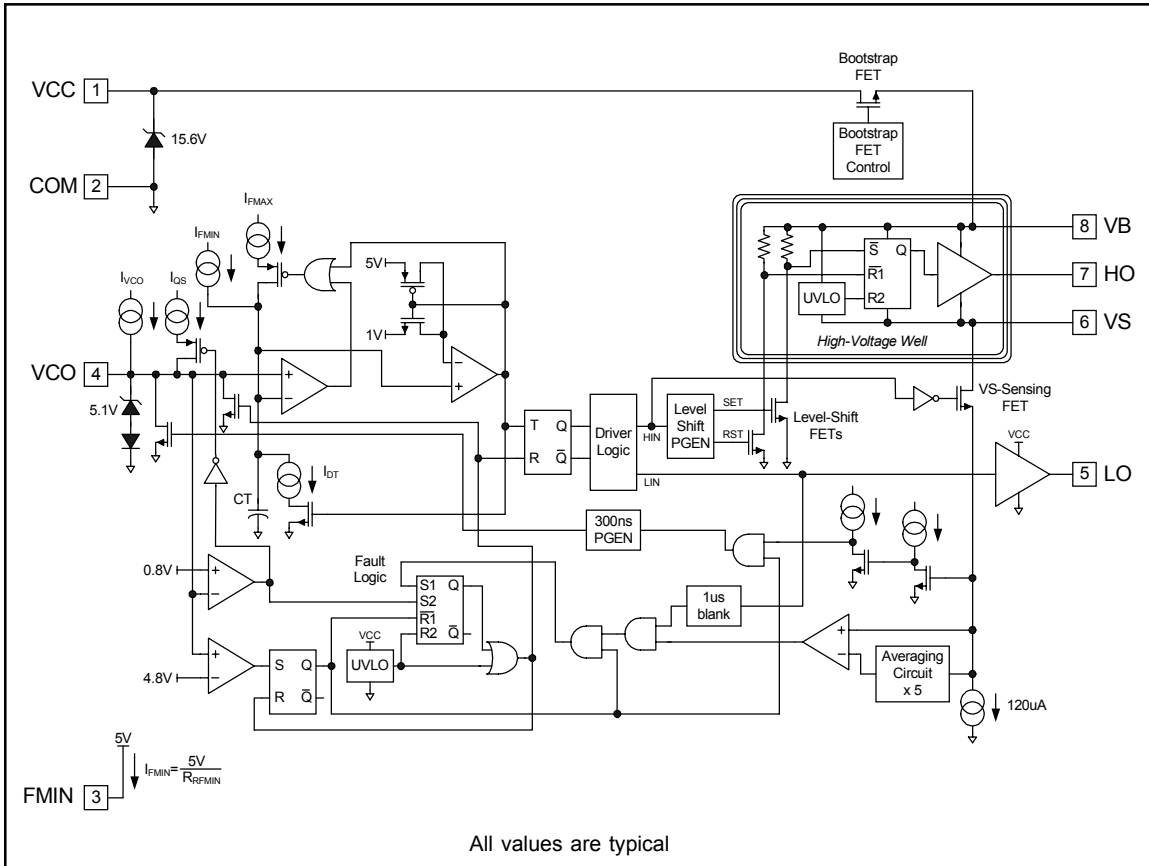 Bootstrap
FET
VCC 1
15.6V
Bootstrap
FET
Control
COM 2
IFMAX
IFMIN
IVCO
IQS
5V
1V
S̅ Q
R̅1̅
R2
UVLO
High-Voltage Well
8 VB
7 HO
6 VS
VCO 4
5.1V
+
−
−
+
VS-Sensing
FET
T Q
R Q̅
Driver
Logic
HIN
LIN
Level
Shift
PGEN
SET
RST
Level-Shift
FETs
VCC
5 LO
IDT
CT
300ns
PGEN
0.8V
+
−
Fault
Logic
S1 Q
S2
R̅1̅
R2 Q̅
1us
blank
+
−
VCC
UVLO
4.8V
+
−
S Q
Q̅
R
Averaging
Circuit
x 5
120uA
5V
IFMIN= 5V
RRFMIN
FMIN 3
All values are typical